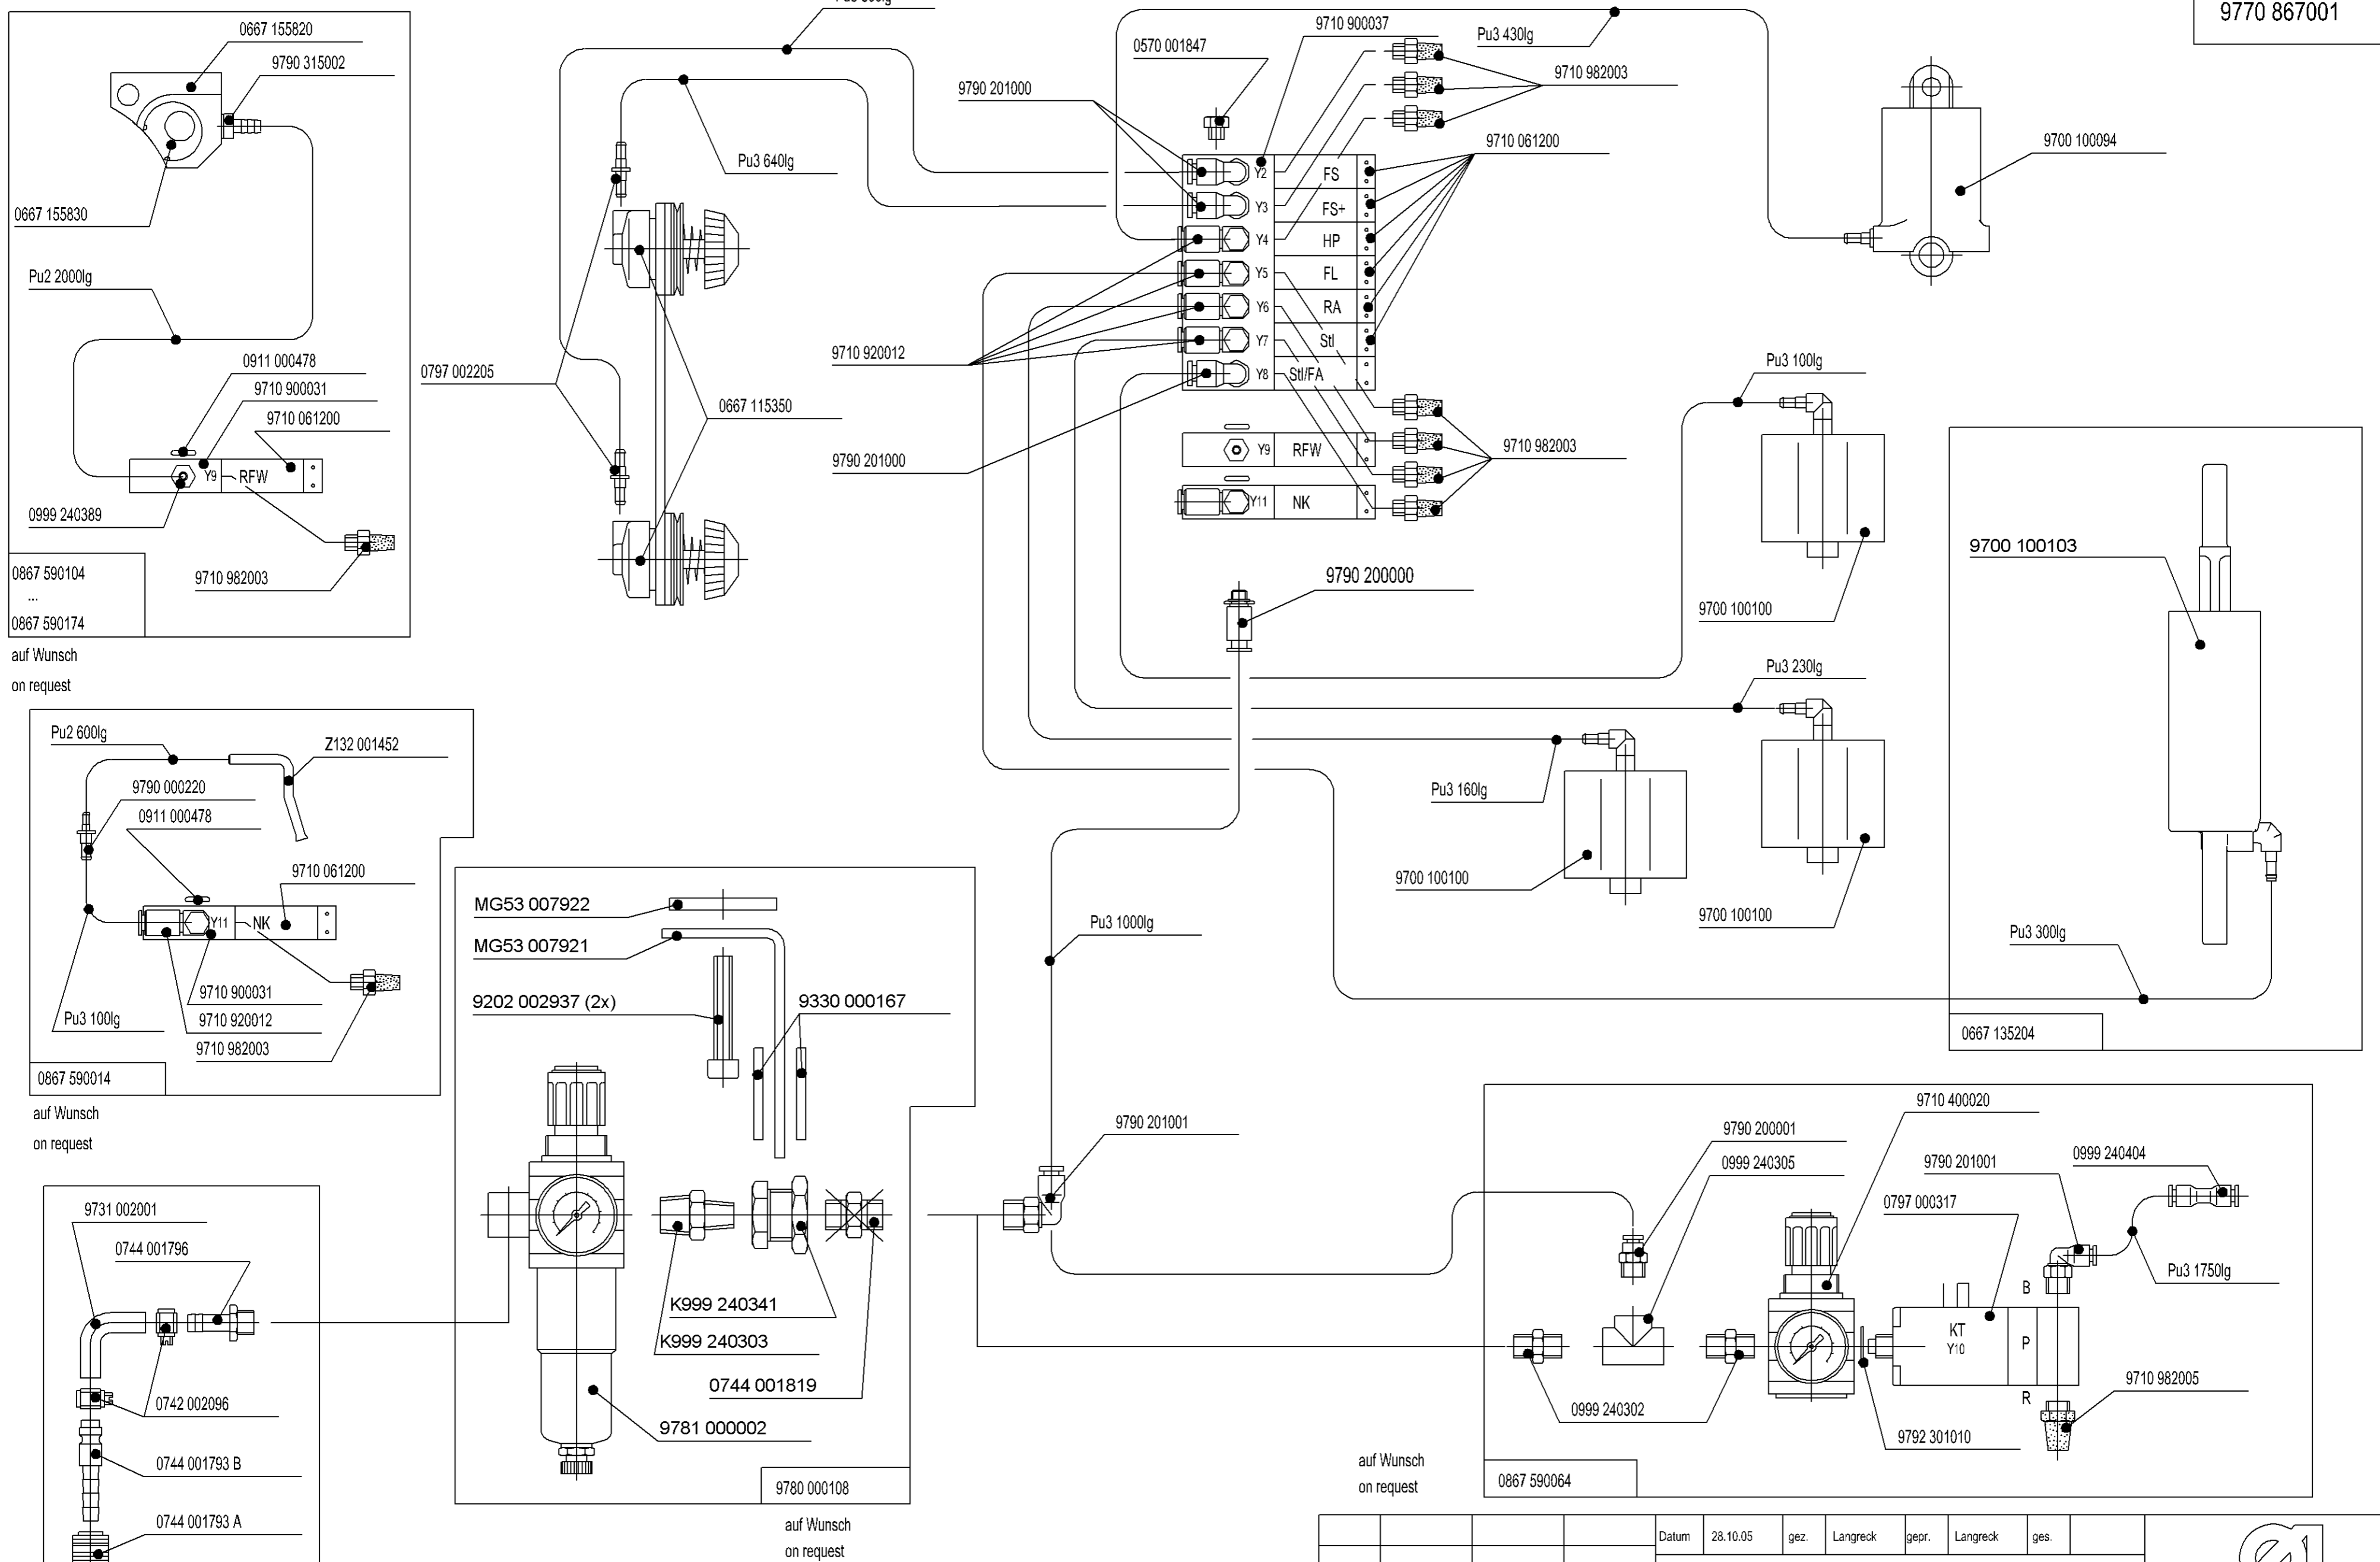 9770 867001
0667 155820
9790 315002
0667 155830
Pu2 2000lg
0911 000478
9710 900031
9710 061200
Y9
RFW
0999 240389
9710 982003
0867 590104
...
0867 590174
auf Wunsch
on request
Pu3 640lg
0797 002205
0667 115350
9790 201000
0570 001847
9710 900037
Pu3 430lg
9710 982003
9710 061200
9700 100094
Y2 FS
Y3 FS+
Y4 HP
Y5 FL
Y6 RA
Y7 Stl
Y8 Stl/FA
9710 920012
9790 201000
Y9 RFW
Y11 NK
9710 982003
9790 200000
Pu3 100lg
9700 100100
Pu3 230lg
Pu3 160lg
9700 100100
9700 100100
9700 100103
Pu3 300lg
0667 135204
Pu2 600lg
Z132 001452
9790 000220
0911 000478
9710 061200
Y11
NK
9710 900031
Pu3 100lg
9710 920012
9710 982003
0867 590014
auf Wunsch
on request
MG53 007922
MG53 007921
9202 002937 (2x)
9330 000167
K999 240341
K999 240303
0744 001819
9781 000002
9780 000108
auf Wunsch
on request
Pu3 1000lg
9790 201001
9731 002001
0744 001796
0742 002096
0744 001793 B
0744 001793 A
9710 400020
9790 200001
0999 240305
9790 201001
0999 240404
0797 000317
Pu3 1750lg
B
KT
Y10
P
R
9710 982005
0999 240302
9792 301010
0867 590064
auf Wunsch
on request
Datum 28.10.05 gez. Langreck gepr. Langreck ges.